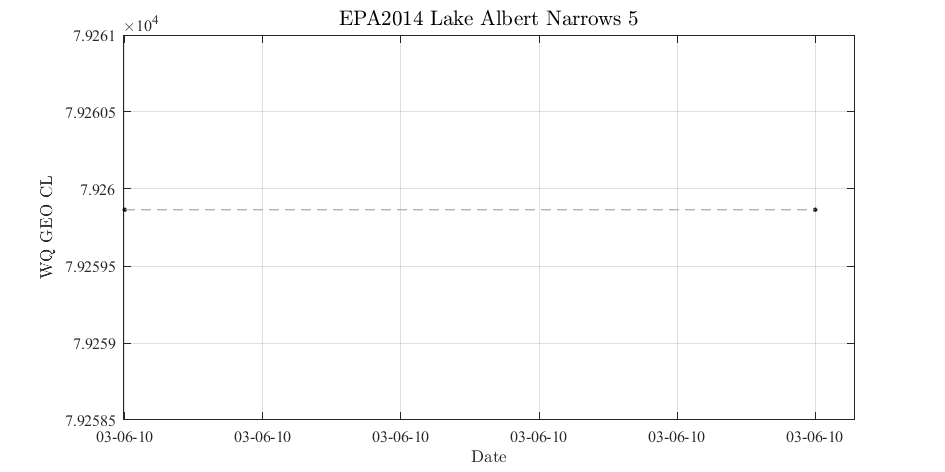 EPA2014 Lake Albert Narrows 5
×10⁴
7.9261
7.92605
7.926
7.92595
7.9259
7.92585
WQ GEO CL
03-06-10 03-06-10 03-06-10 03-06-10 03-06-10 03-06-10
Date